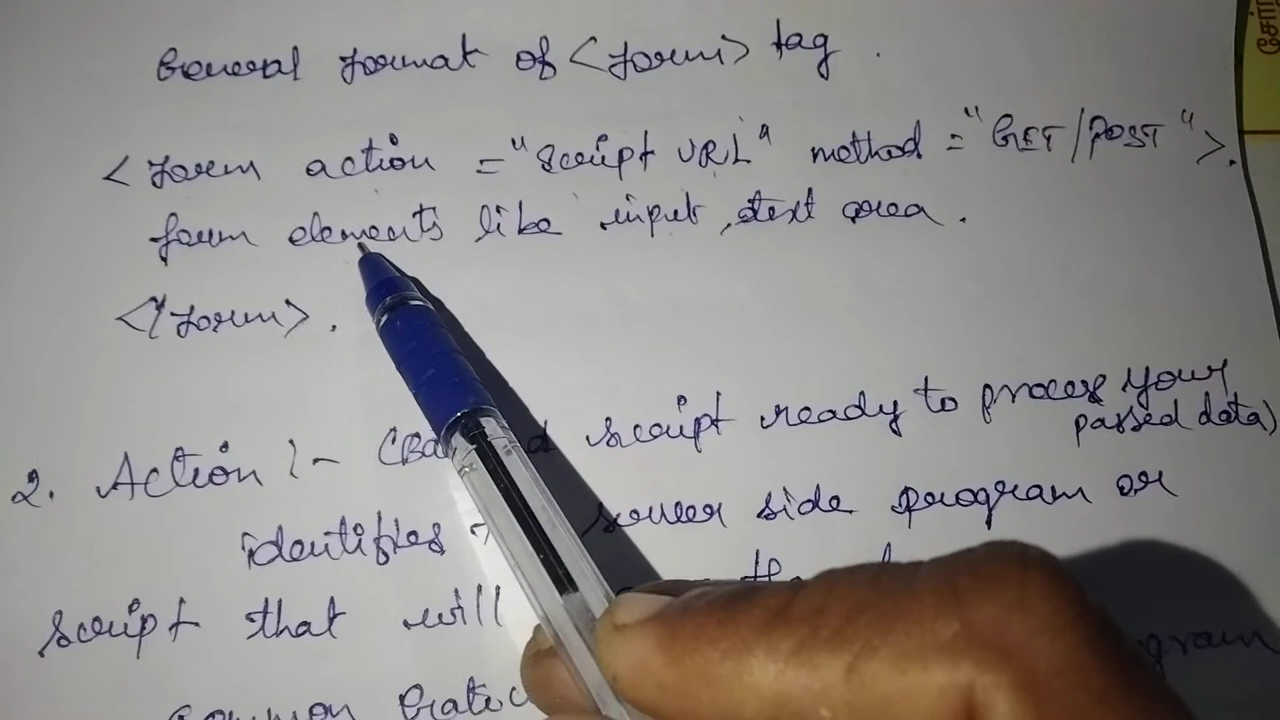 General format of <form> tag.
<form action = "Script URL" method = "GET/POST">.
form elements like input, text area.
</form>.
2. Action :- script ready to process your
passed data)
identifies server side program or
script that will
Common